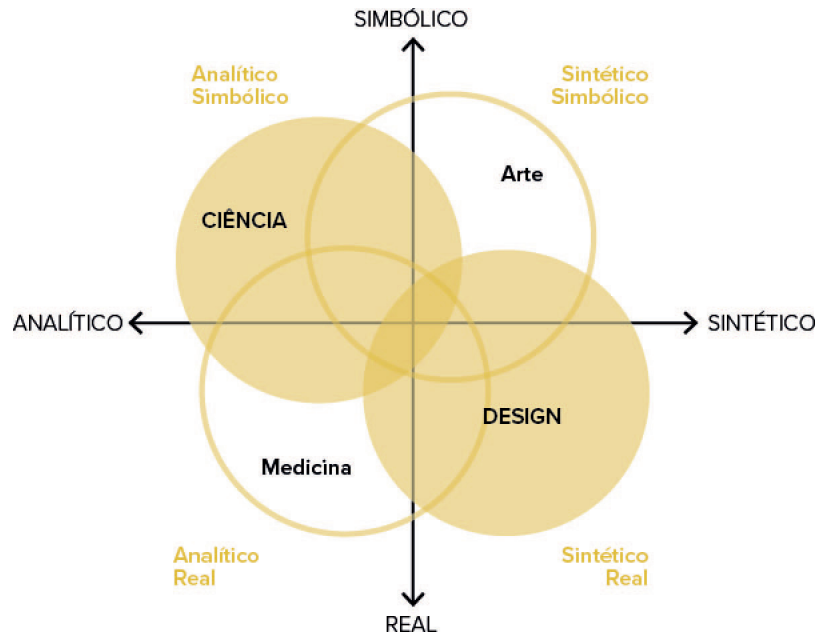 SIMBÓLICO
Analítico
Simbólico
Sintético
Simbólico
Arte
CIÊNCIA
ANALÍTICO
SINTÉTICO
DESIGN
Medicina
Analítico
Real
Sintético
Real
REAL